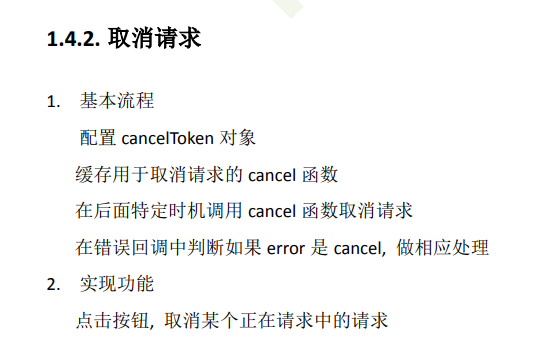 1.4.2. 取消请求
1. 基本流程
配置 cancelToken 对象
缓存用于取消请求的 cancel 函数
在后面特定时机调用 cancel 函数取消请求
在错误回调中判断如果 error 是 cancel, 做相应处理
2. 实现功能
点击按钮, 取消某个正在请求中的请求